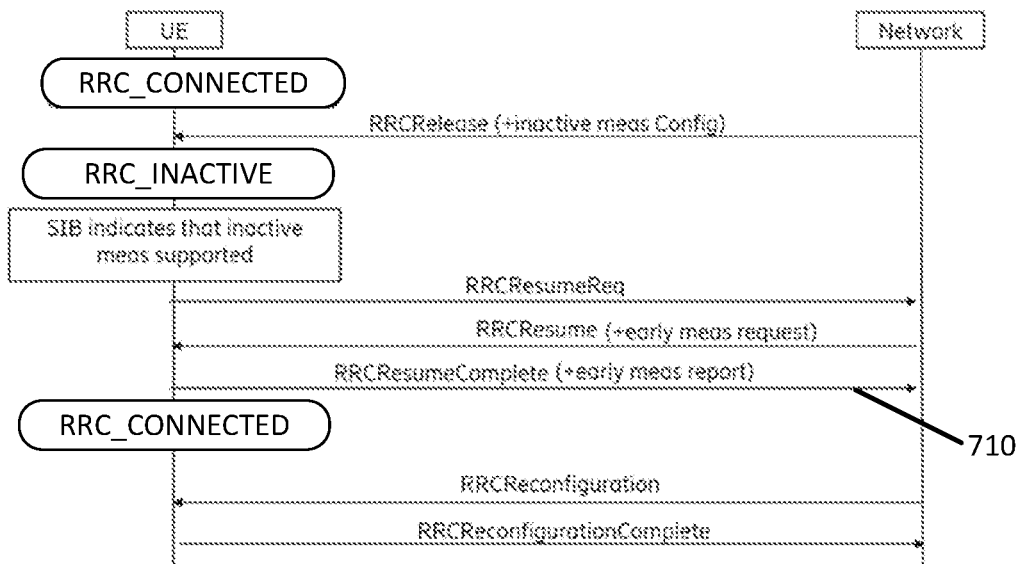 UE
Network
RRC_CONNECTED
RRCRelease (+inactive meas Config)
RRC_INACTIVE
SIB indicates that inactive
meas supported
RRCResumeReq
RRCResume (+early meas request)
RRCResumeComplete (+early meas report)
RRC_CONNECTED
710
RRCReconfiguration
RRCReconfigurationComplete